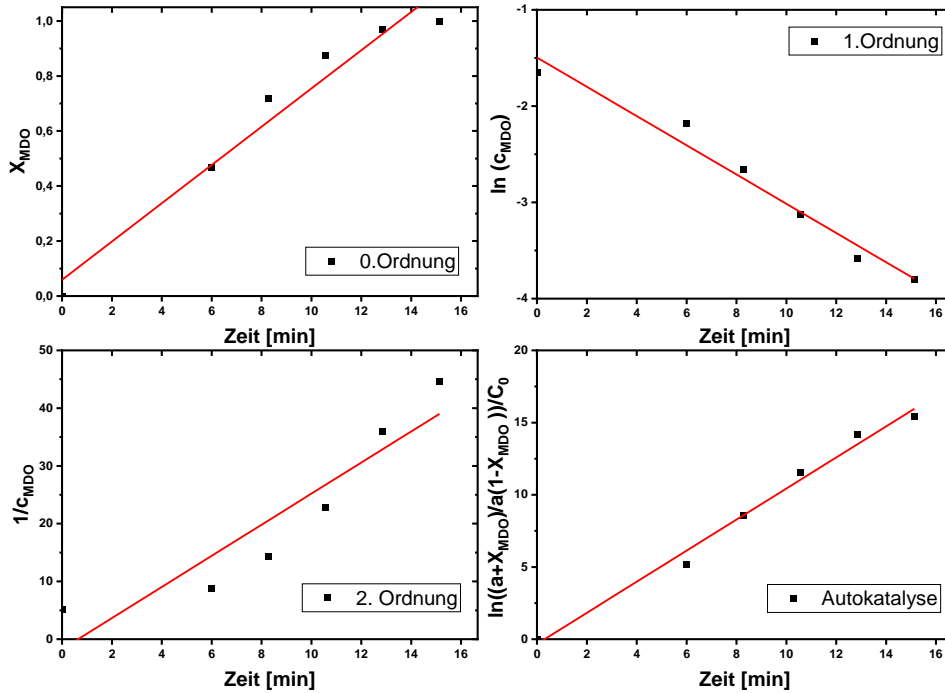 1,0
0,8
0,6
0,4
0,2
0,0
X_MDO
0.Ordnung
0 2 4 6 8 10 12 14 16
Zeit [min]
-1
-2
-3
-4
ln (c_MDO)
1.Ordnung
0 2 4 6 8 10 12 14 16
Zeit [min]
50
40
30
20
10
0
1/c_MDO
2. Ordnung
0 2 4 6 8 10 12 14 16
Zeit [min]
20
15
10
5
0
ln((a+X_MDO)/a(1-X_MDO ))/C_0
Autokatalyse
0 2 4 6 8 10 12 14 16
Zeit [min]